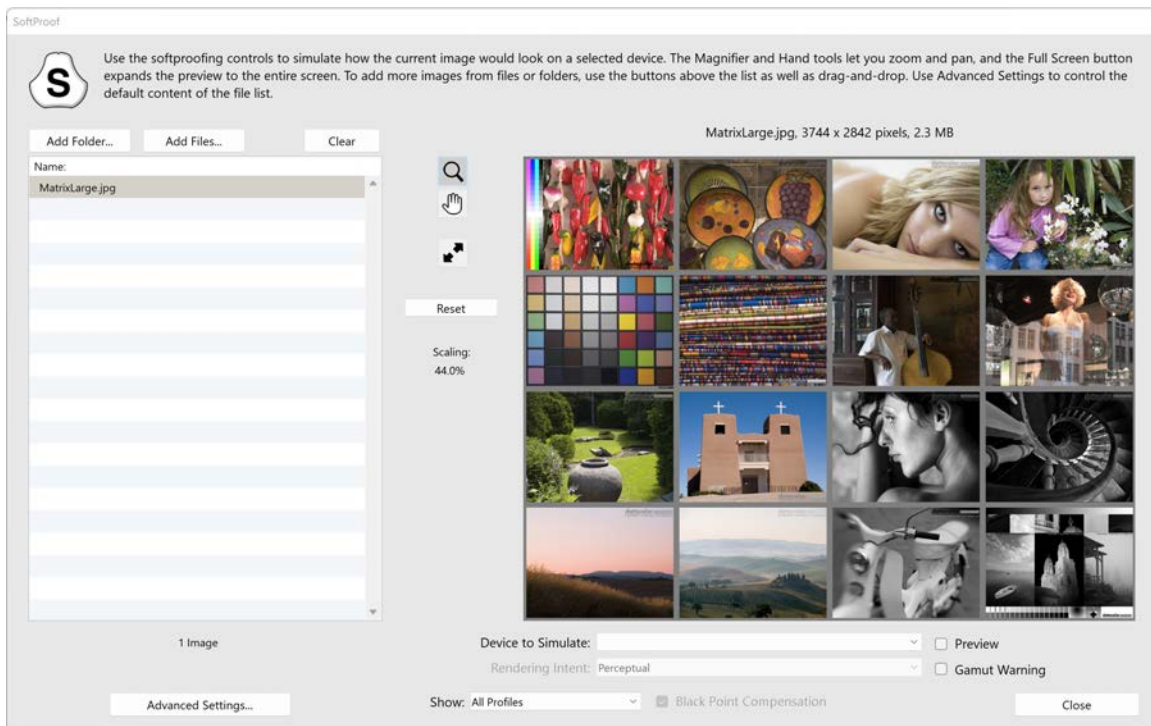 SoftProof
S
Use the softproofing controls to simulate how the current image would look on a selected device. The Magnifier and Hand tools let you zoom and pan, and the Full Screen button
expands the preview to the entire screen. To add more images from files or folders, use the buttons above the list as well as drag-and-drop. Use Advanced Settings to control the
default content of the file list.
Add Folder...
Add Files...
Clear
MatrixLarge.jpg, 3744 x 2842 pixels, 2.3 MB
Name:
MatrixLarge.jpg
Reset
Scaling:
44.0%
1 Image
Device to Simulate:
Preview
Rendering Intent: Perceptual
Gamut Warning
Advanced Settings...
Show: All Profiles
Black Point Compensation
Close